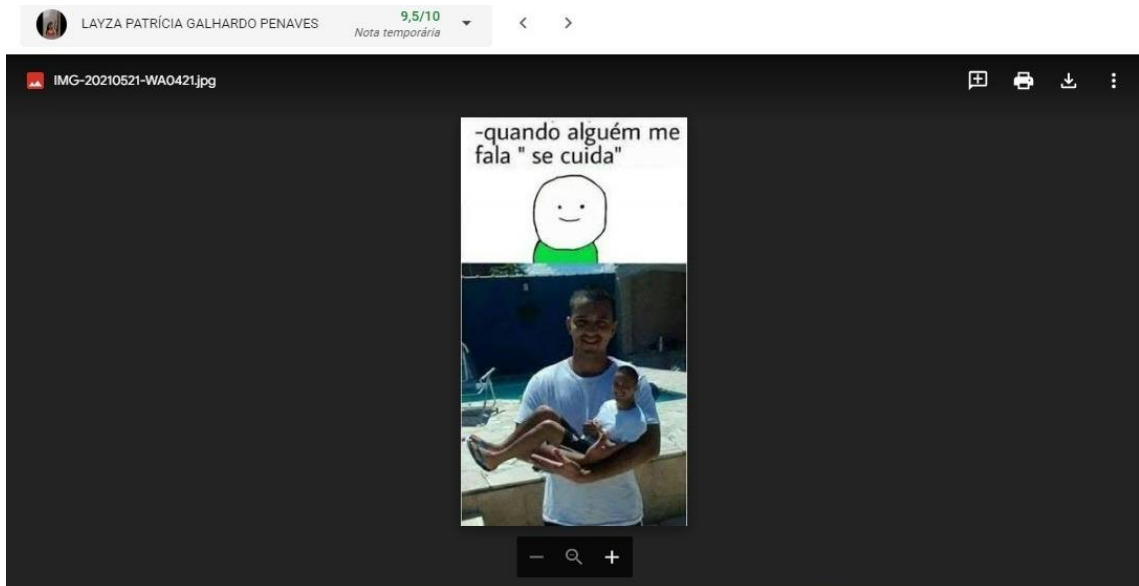 LAYZA PATRÍCIA GALHARDO PENAVES
9,5/10
Nota temporária
IMG-20210521-WA0421.jpg
-quando alguém me
fala " se cuida"